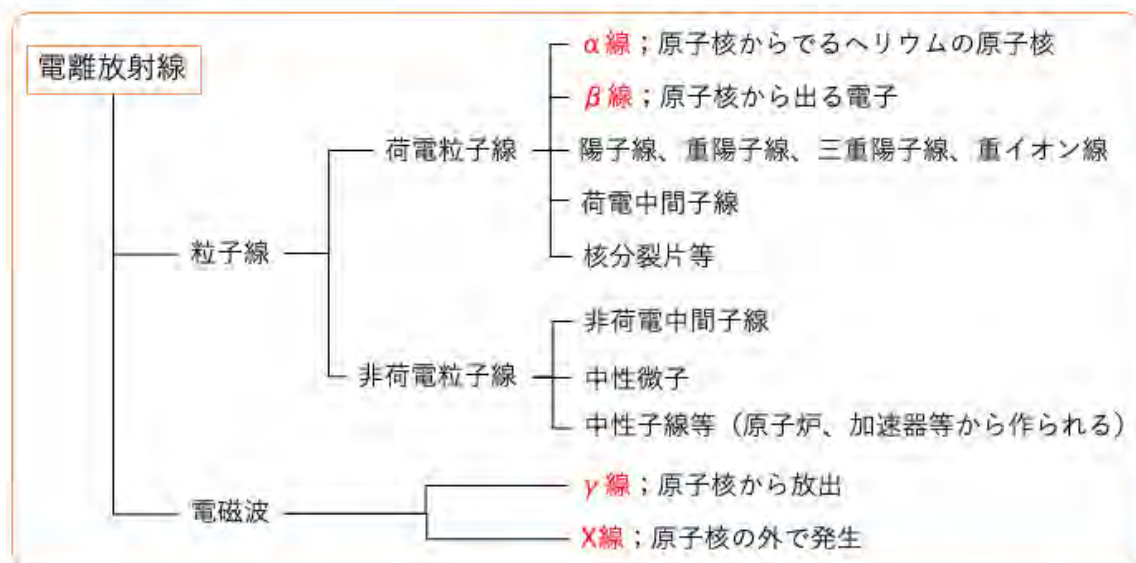 電離放射線
α線；原子核からでるヘリウムの原子核
β線；原子核から出る電子
荷電粒子線
陽子線、重陽子線、三重陽子線、重イオン線
荷電中間子線
粒子線
核分裂片等
非荷電中間子線
非荷電粒子線
中性微子
中性子線等（原子炉、加速器等から作られる）
γ線；原子核から放出
電磁波
X線；原子核の外で発生